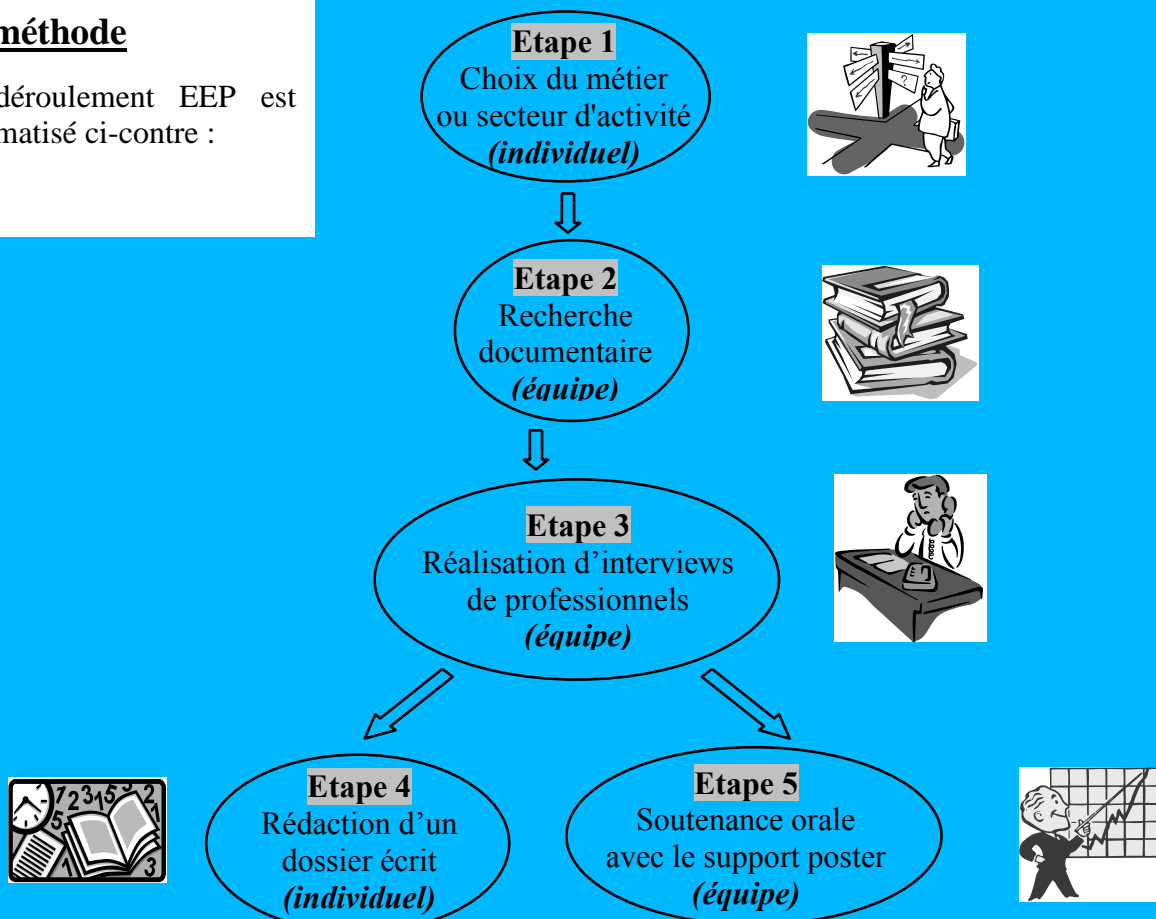 méthode
déroulement EEP est
matisé ci-contre :
Etape 1
Choix du métier
ou secteur d'activité
(individuel)
?
Etape 2
Recherche
documentaire
(équipe)
Etape 3
Réalisation d’interviews
de professionnels
(équipe)
Etape 4
Rédaction d’un
dossier écrit
(individuel)
Etape 5
Soutenance orale
avec le support poster
(équipe)